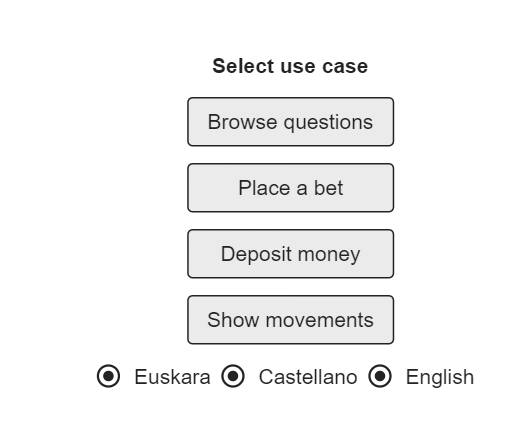 Select use case
Browse questions
Place a bet
Deposit money
Show movements
Euskara Castellano English